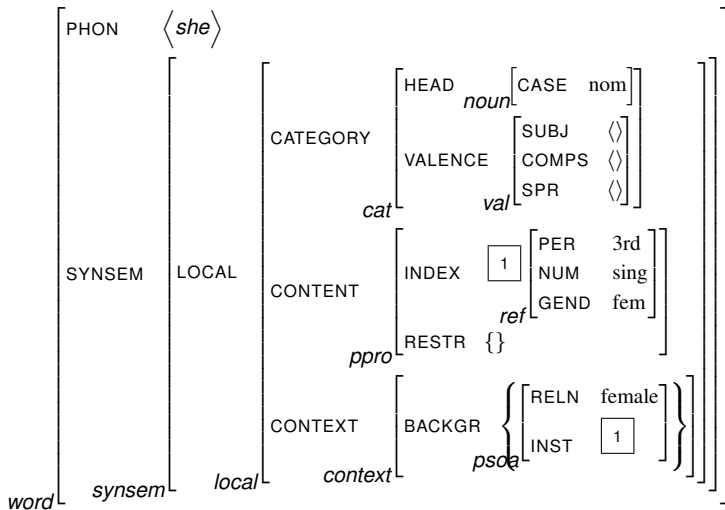 PHON ⟨she⟩
HEAD noun[CASE nom]
CATEGORY
SUBJ ⟨⟩
VALENCE COMPS ⟨⟩
SPR ⟨⟩
cat val
SYNSEM LOCAL
PER 3rd
INDEX 1 NUM sing
CONTENT GEND fem
ref
RESTR {}
ppro
RELN female
CONTEXT BACKGR
INST 1
psoa
word synsem local context